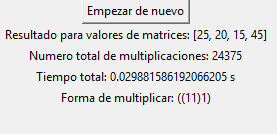 Empezar de nuevo
Resultado para valores de matrices: [25, 20, 15, 45]
Numero total de multiplicaciones: 24375
Tiempo total: 0.029881586192066205 s
Forma de multiplicar: ((11)1)